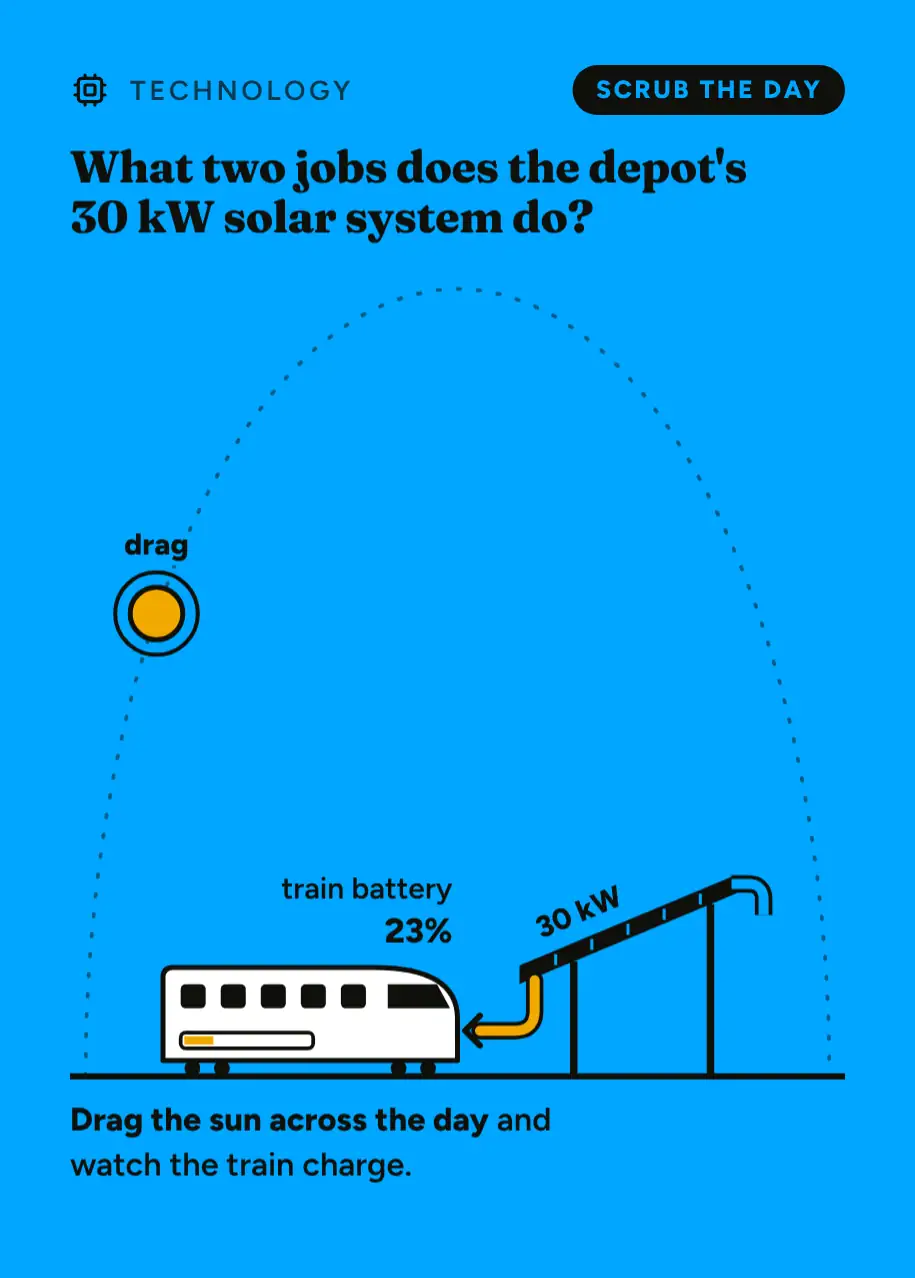 TECHNOLOGY
SCRUB THE DAY
What two jobs does the depot's
30 kW solar system do?
drag
train battery
23%
30 kW
Drag the sun across the day and
watch the train charge.